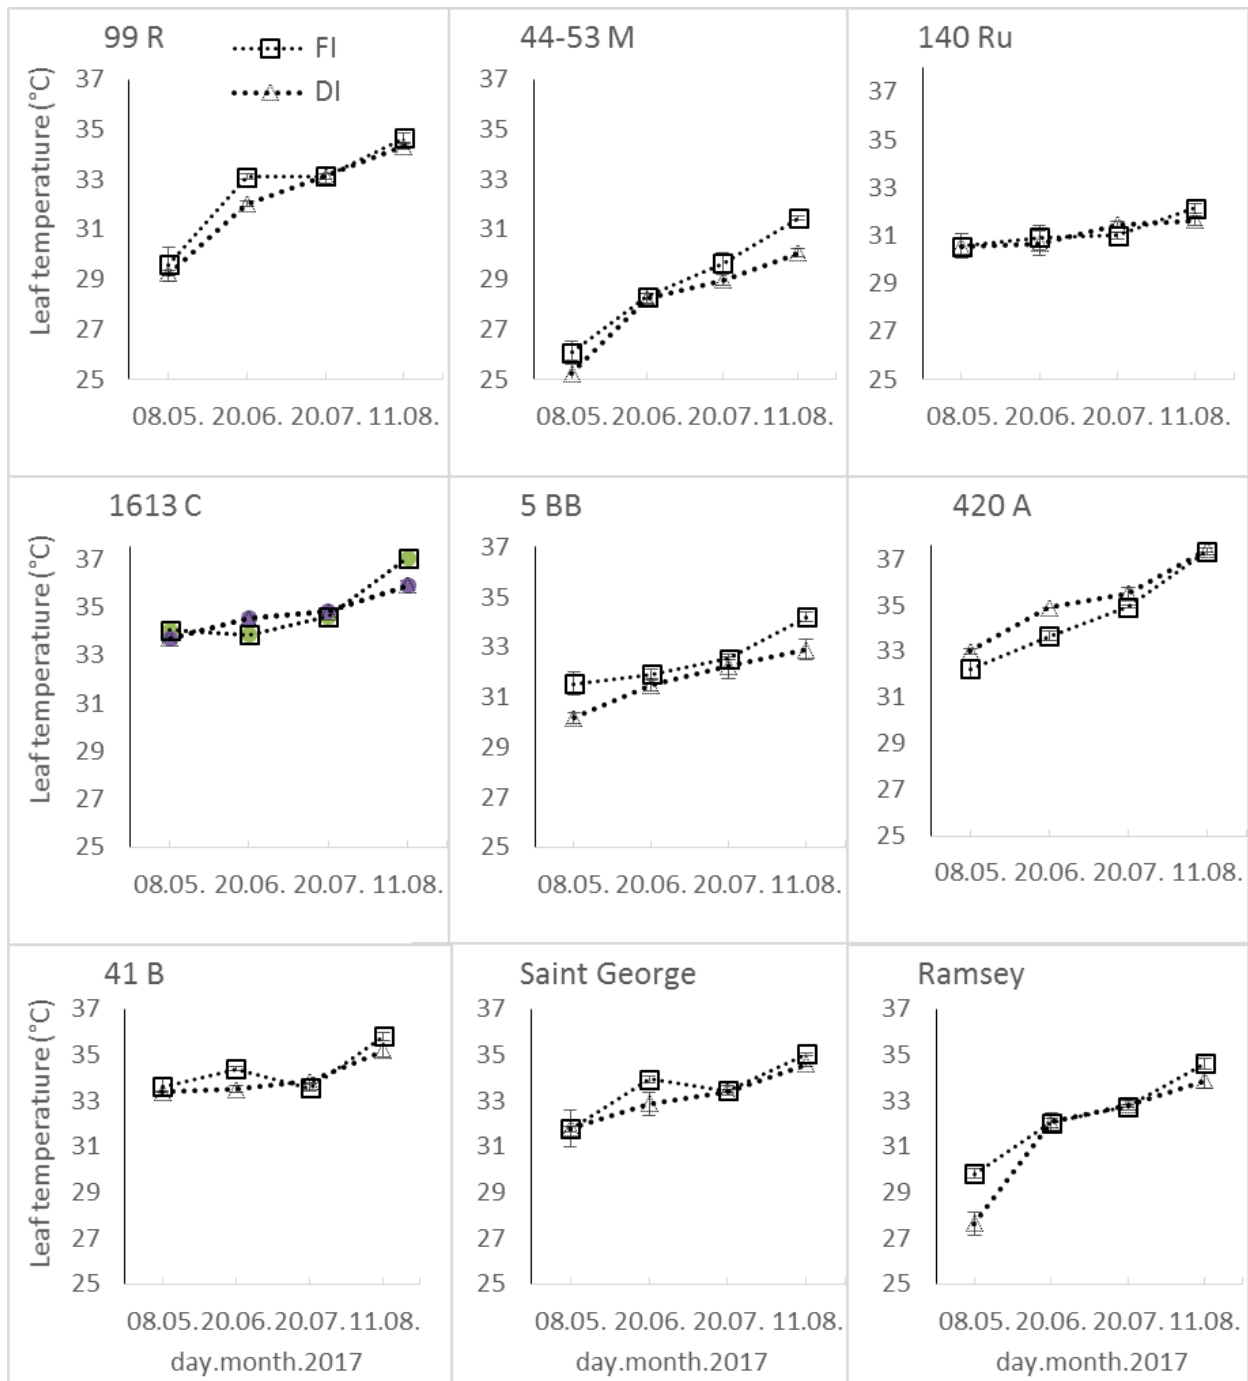 99 R
FI
DI
Leaf temperatiure (°C)
37
35
33
31
29
27
25
08.05. 20.06. 20.07. 11.08.
44-53 M
37
35
33
31
29
27
25
08.05. 20.06. 20.07. 11.08.
140 Ru
37
35
33
31
29
27
25
08.05. 20.06. 20.07. 11.08.
1613 C
Leaf temperature (°C)
37
35
33
31
29
27
25
08.05. 20.06. 20.07. 11.08.
5 BB
37
35
33
31
29
27
25
08.05. 20.06. 20.07. 11.08.
420 A
37
35
33
31
29
27
25
08.05. 20.06. 20.07. 11.08.
41 B
Leaf temperature (°C)
37
35
33
31
29
27
25
08.05. 20.06. 20.07. 11.08.
day.month.2017
Saint George
37
35
33
31
29
27
25
08.05. 20.06. 20.07. 11.08.
day.month.2017
Ramsey
37
35
33
31
29
27
25
08.05. 20.06. 20.07. 11.08.
day.month.2017